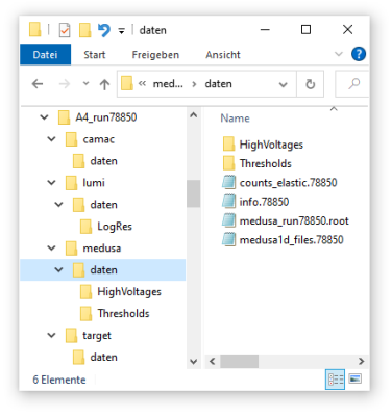 daten
Datei Start Freigeben Ansicht
« med... › daten
A4_run78850
camac
daten
lumi
daten
LogRes
medusa
daten
HighVoltages
Thresholds
target
daten
Name
HighVoltages
Thresholds
counts_elastic.78850
info.78850
medusa_run78850.root
medusa1d_files.78850
6 Elemente